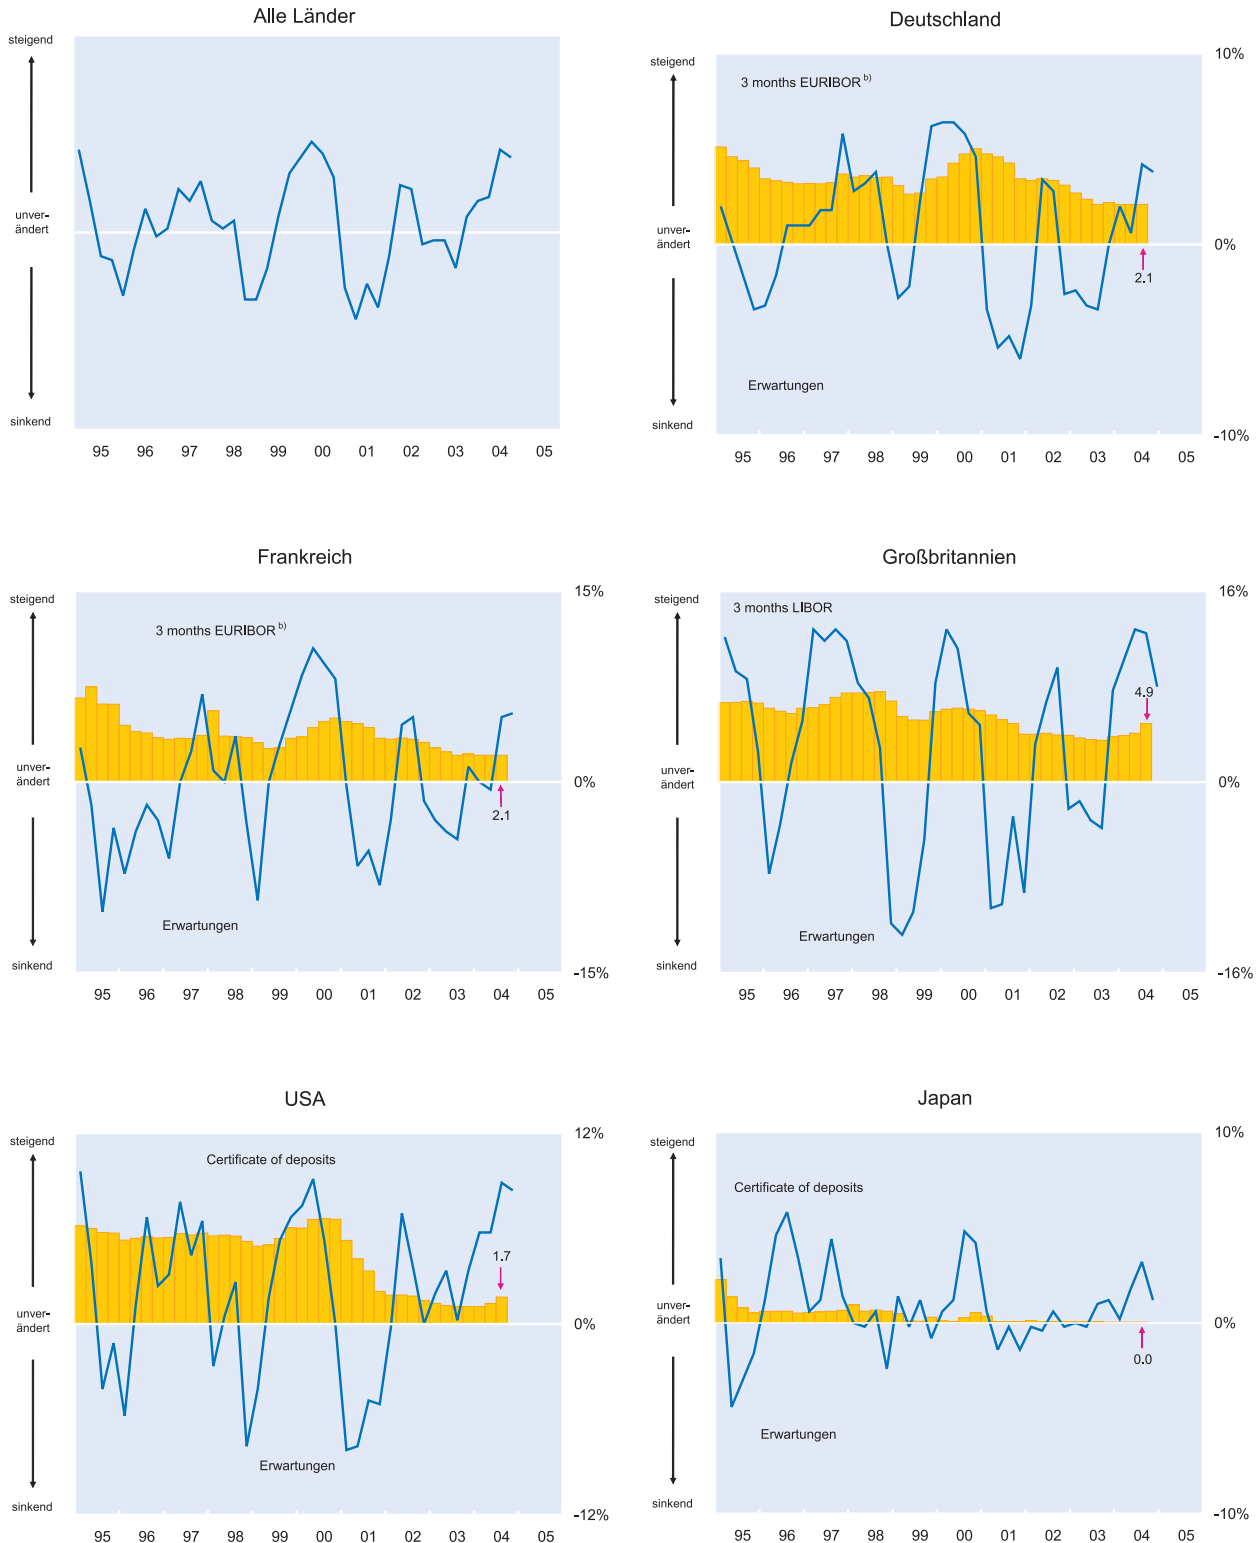 Alle Länder
steigend
unver-
ändert
sinkend
95 96 97 98 99 00 01 02 03 04 05
Deutschland
steigend
unver-
ändert
sinkend
3 months EURIBOR b)
Erwartungen
2.1
10%
0%
-10%
95 96 97 98 99 00 01 02 03 04 05
Frankreich
steigend
unver-
ändert
sinkend
3 months EURIBOR b)
Erwartungen
2.1
15%
0%
-15%
95 96 97 98 99 00 01 02 03 04 05
Großbritannien
steigend
unver-
ändert
sinkend
3 months LIBOR
Erwartungen
4.9
16%
0%
-16%
95 96 97 98 99 00 01 02 03 04 05
USA
steigend
unver-
ändert
sinkend
Certificate of deposits
Erwartungen
1.7
12%
0%
-12%
95 96 97 98 99 00 01 02 03 04 05
Japan
steigend
unver-
ändert
sinkend
Certificate of deposits
Erwartungen
0.0
10%
0%
-10%
95 96 97 98 99 00 01 02 03 04 05